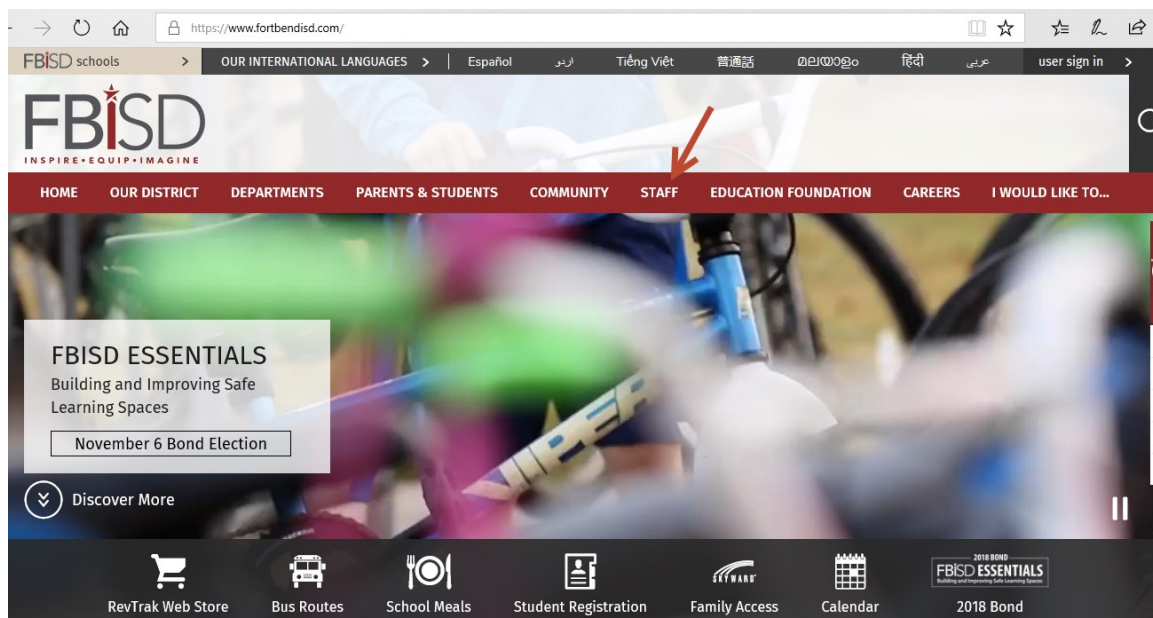 https://www.fortbendisd.com/
FBISD schools > OUR INTERNATIONAL LANGUAGES > Español اردو Tiếng Việt 普通話 മലയാളം हिंदी عربى user sign in >
FBISD
INSPIRE•EQUIP•IMAGINE
HOME OUR DISTRICT DEPARTMENTS PARENTS & STUDENTS COMMUNITY STAFF EDUCATION FOUNDATION CAREERS I WOULD LIKE TO...
FBISD ESSENTIALS
Building and Improving Safe
Learning Spaces
November 6 Bond Election
Discover More
2018 BOND
FBISD ESSENTIALS
Building and Improving Safe Learning Spaces
SKYWARD
RevTrak Web Store Bus Routes School Meals Student Registration Family Access Calendar 2018 Bond